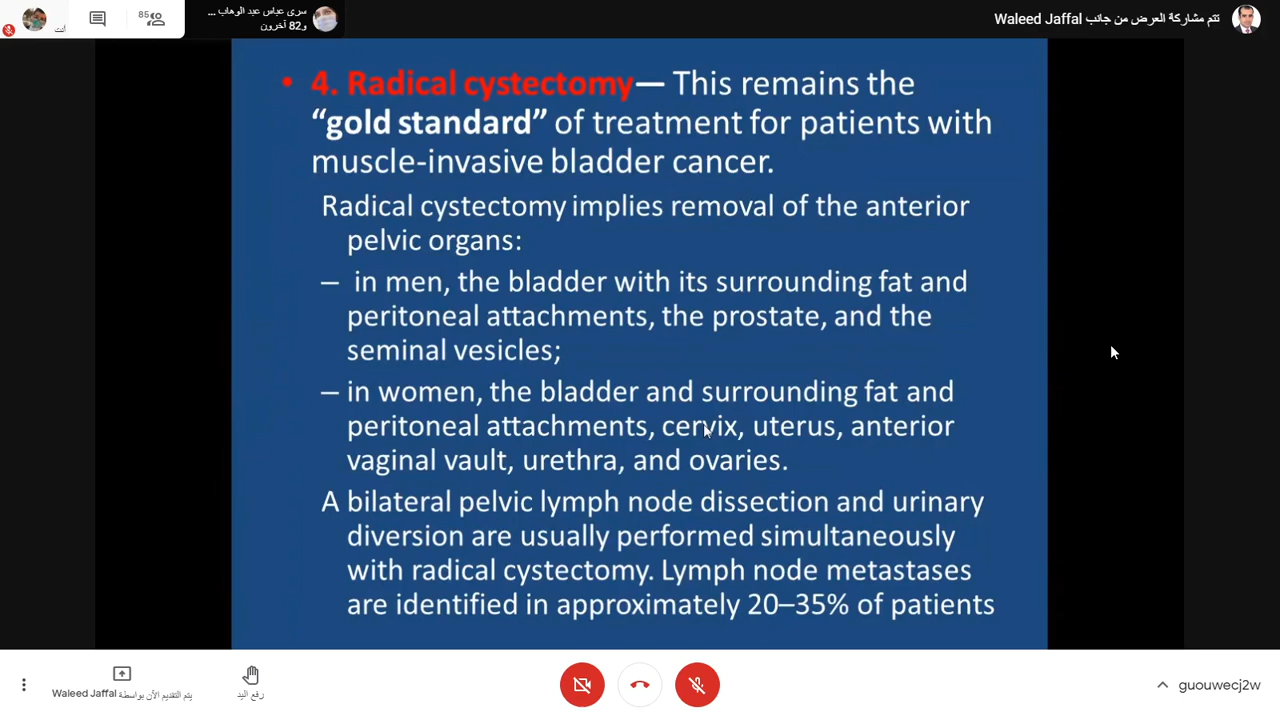 85
أنت
سرى عباس عبد الوهاب ...
و82 آخرون
تتم مشاركة العرض من جانب Waleed Jaffal
• 4. Radical cystectomy— This remains the
“gold standard” of treatment for patients with
muscle-invasive bladder cancer.
Radical cystectomy implies removal of the anterior
pelvic organs:
– in men, the bladder with its surrounding fat and
peritoneal attachments, the prostate, and the
seminal vesicles;
– in women, the bladder and surrounding fat and
peritoneal attachments, cervix, uterus, anterior
vaginal vault, urethra, and ovaries.
A bilateral pelvic lymph node dissection and urinary
diversion are usually performed simultaneously
with radical cystectomy. Lymph node metastases
are identified in approximately 20–35% of patients
يتم التقديم الآن بواسطة Waleed Jaffal
رفع اليد
guouwecj2w